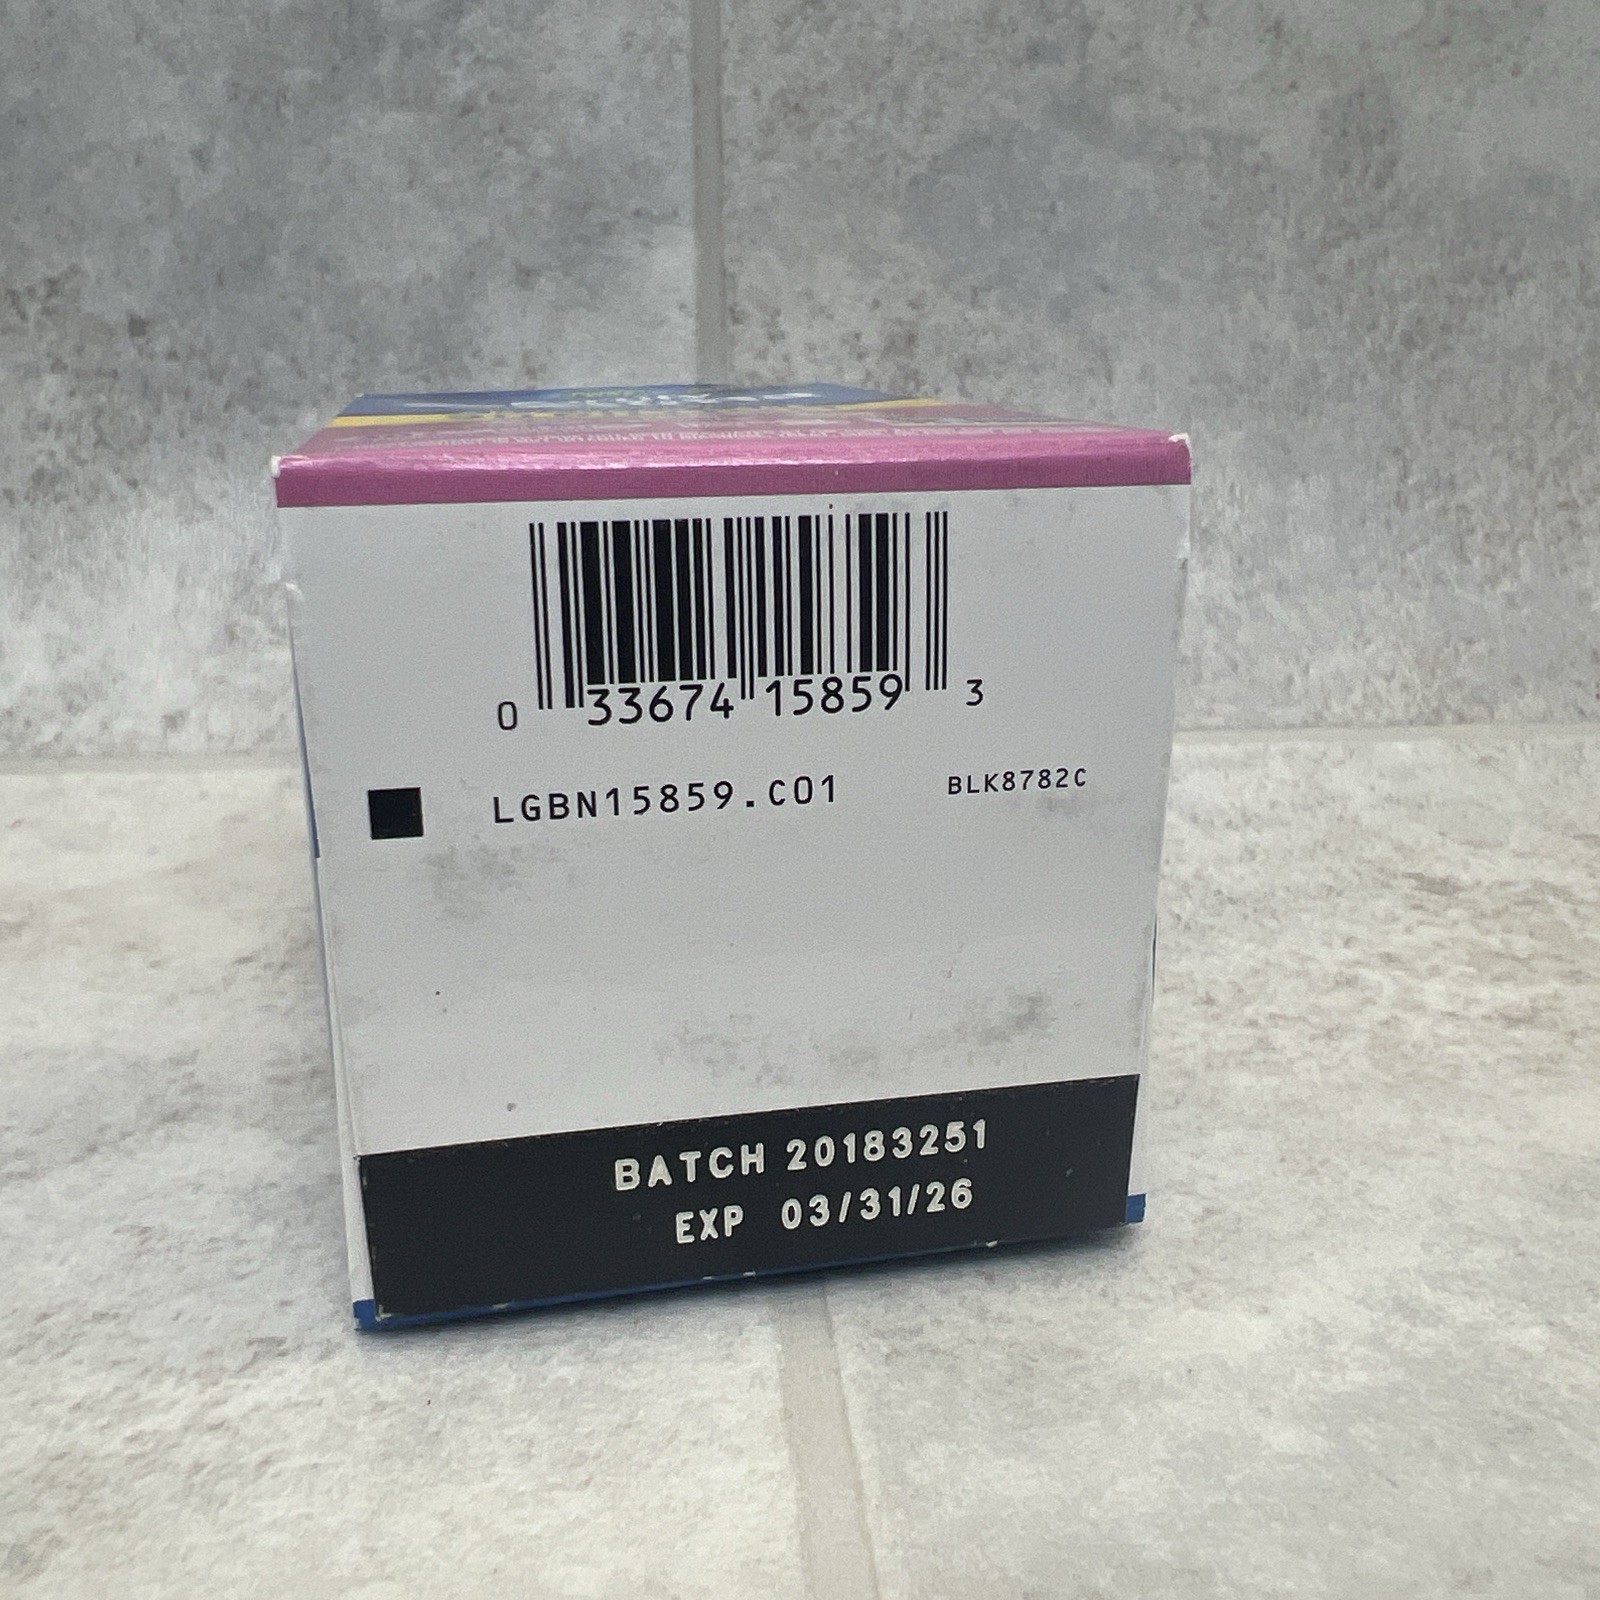 0 33674 15859 3
LGBN15859.C01 BLK8782C
BATCH 20183251
EXP 03/31/26